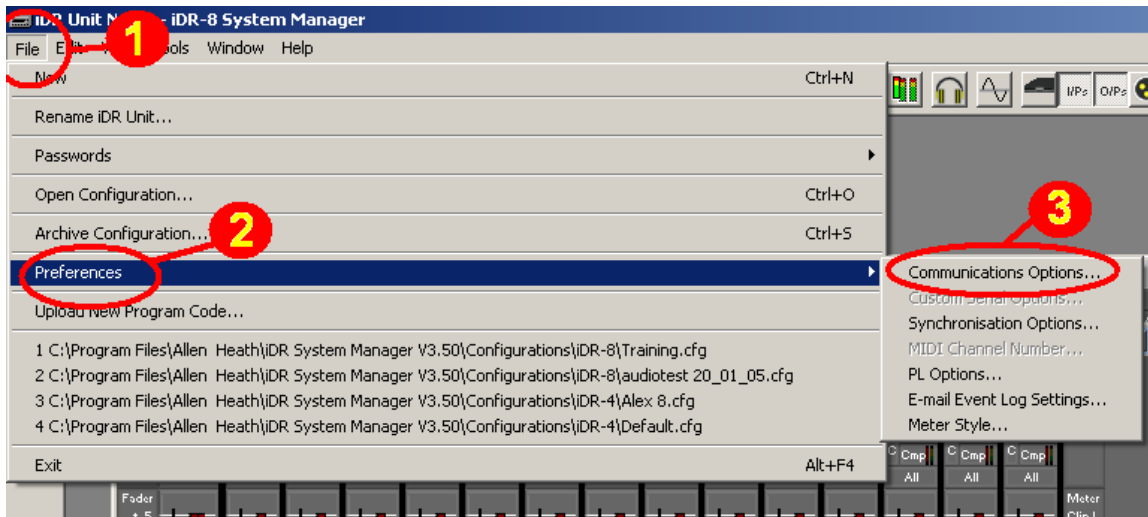 iDR Unit N - iDR-8 System Manager
1
File Edit Tools Window Help
New Ctrl+N
Rename iDR Unit...
Passwords
Open Configuration... Ctrl+O
Archive Configuration... Ctrl+S
2
3
Preferences
Communications Options...
Custom Serial Options...
Synchronisation Options...
MIDI Channel Number...
PL Options...
E-mail Event Log Settings...
Meter Style...
Upload New Program Code...
1 C:\Program Files\Allen Heath\iDR System Manager V3.50\Configurations\iDR-8\Training.cfg
2 C:\Program Files\Allen Heath\iDR System Manager V3.50\Configurations\iDR-8\audiotest 20_01_05.cfg
3 C:\Program Files\Allen Heath\iDR System Manager V3.50\Configurations\iDR-4\Alex 8.cfg
4 C:\Program Files\Allen Heath\iDR System Manager V3.50\Configurations\iDR-4\Default.cfg
Exit Alt+F4
I/Ps O/Ps
C Cmp C Cmp C Cmp
All All All
Fader Meter
+5